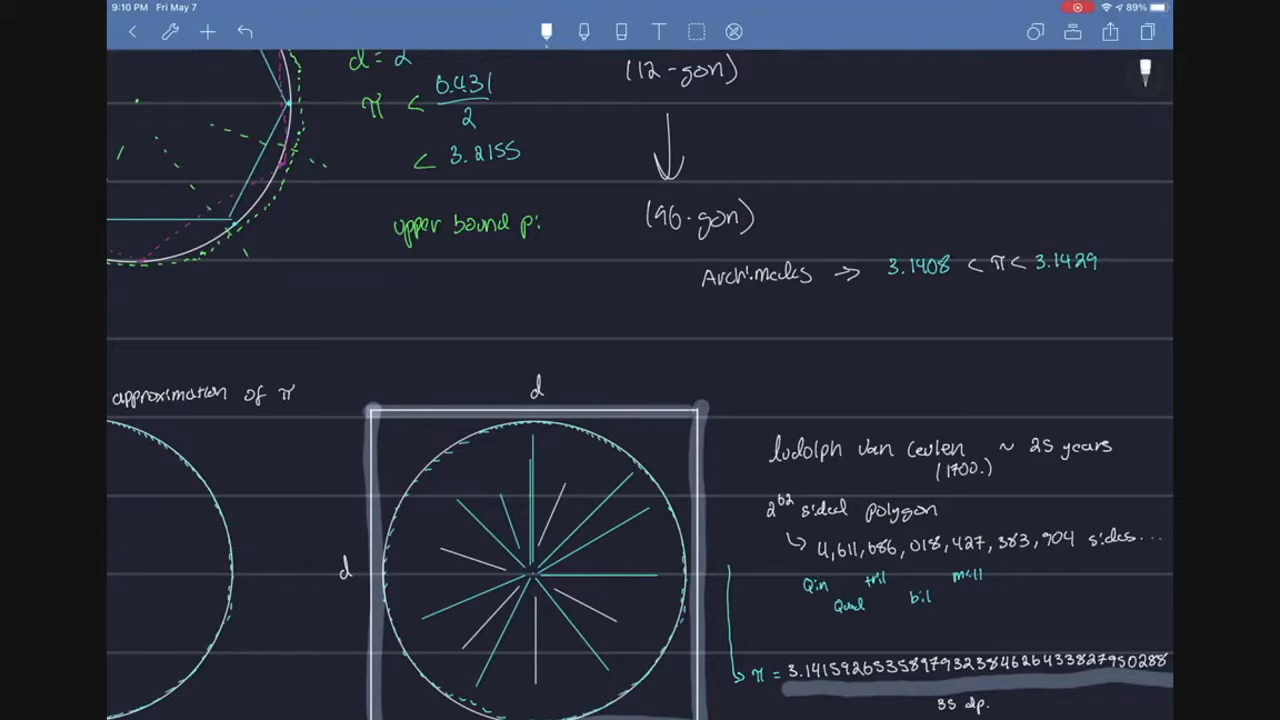 9:10 PM Fri May 7
89%
T
d = 2
π < 6.431
2
< 3.2155
upper bound pi
(12-gon)
(96-gon)
Archimedes → 3.1408 < π < 3.1429
approximation of π
d
d
ludolph van Ceulen ~ 25 years
(1700.)
2^62 sided polygon
↳ 4,611,686,018,427,383,904 sides...
Qin Quad tril bil mill
π = 3.14159265358979323846264338327950288
35 dp.